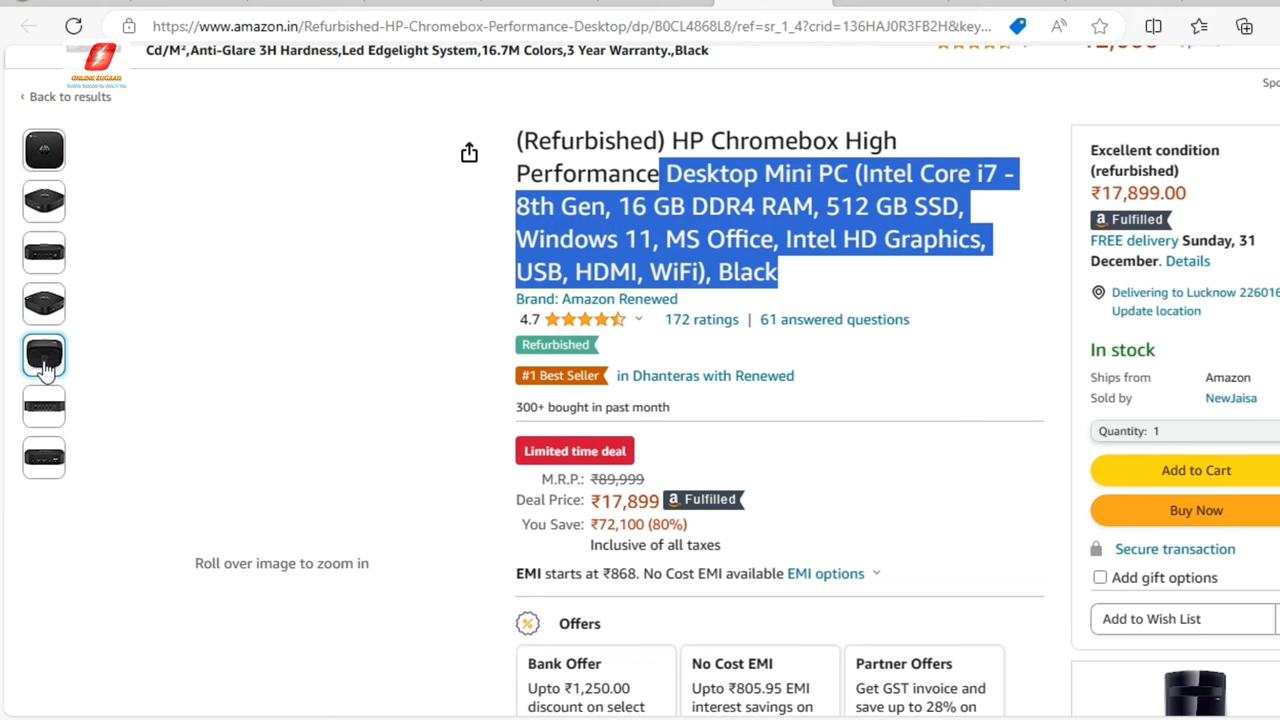 https://www.amazon.in/Refurbished-HP-Chromebox-Performance-Desktop/dp/B0CL4868L8/ref=sr_1_4?crid=136HAJ0R3FB2H&key...
Cd/M²,Anti-Glare 3H Hardness,Led Edgelight System,16.7M Colors,3 Year Warranty.,Black
ONLINE ZUGAAD
‹ Back to results
(Refurbished) HP Chromebox High
Performance Desktop Mini PC (Intel Core i7 -
8th Gen, 16 GB DDR4 RAM, 512 GB SSD,
Windows 11, MS Office, Intel HD Graphics,
USB, HDMI, WiFi), Black
Brand: Amazon Renewed
4.7 172 ratings | 61 answered questions
Refurbished
#1 Best Seller in Dhanteras with Renewed
300+ bought in past month
Limited time deal
M.R.P.: ₹89,999
Deal Price: ₹17,899 a Fulfilled
You Save: ₹72,100 (80%)
Inclusive of all taxes
EMI starts at ₹868. No Cost EMI available EMI options
Offers
Bank Offer
Upto ₹1,250.00
discount on select
No Cost EMI
Upto ₹805.95 EMI
interest savings on
Partner Offers
Get GST invoice and
save up to 28% on
Roll over image to zoom in
Spo
Excellent condition
(refurbished)
₹17,899.00
a Fulfilled
FREE delivery Sunday, 31
December. Details
Delivering to Lucknow 226016
Update location
In stock
Ships from Amazon
Sold by NewJaisa
Quantity: 1
Add to Cart
Buy Now
Secure transaction
Add gift options
Add to Wish List